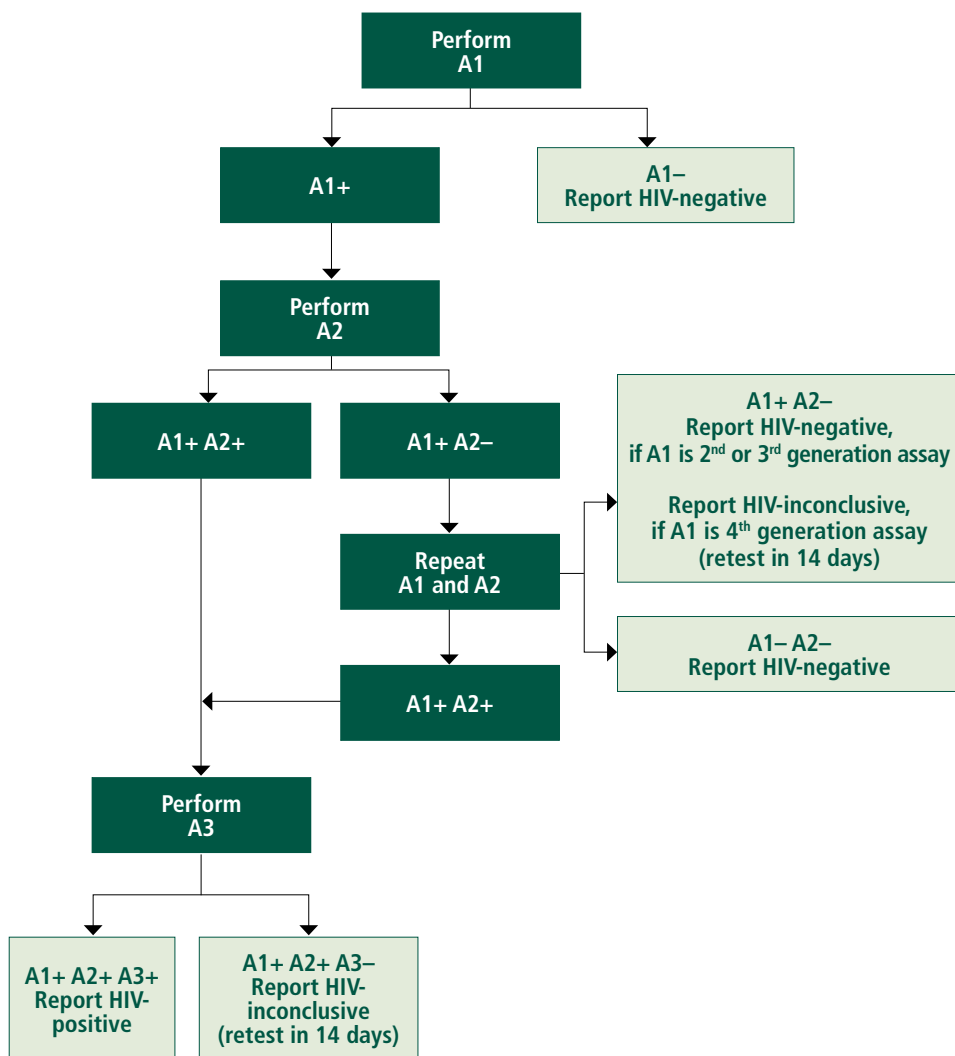 Perform
A1
A1+
A1–
Report HIV-negative
Perform
A2
A1+ A2+
A1+ A2–
A1+ A2–
Report HIV-negative,
if A1 is 2nd or 3rd generation assay
Report HIV-inconclusive,
if A1 is 4th generation assay
(retest in 14 days)
Repeat
A1 and A2
A1– A2–
Report HIV-negative
A1+ A2+
Perform
A3
A1+ A2+ A3+
Report HIV-
positive
A1+ A2+ A3–
Report HIV-
inconclusive
(retest in 14 days)